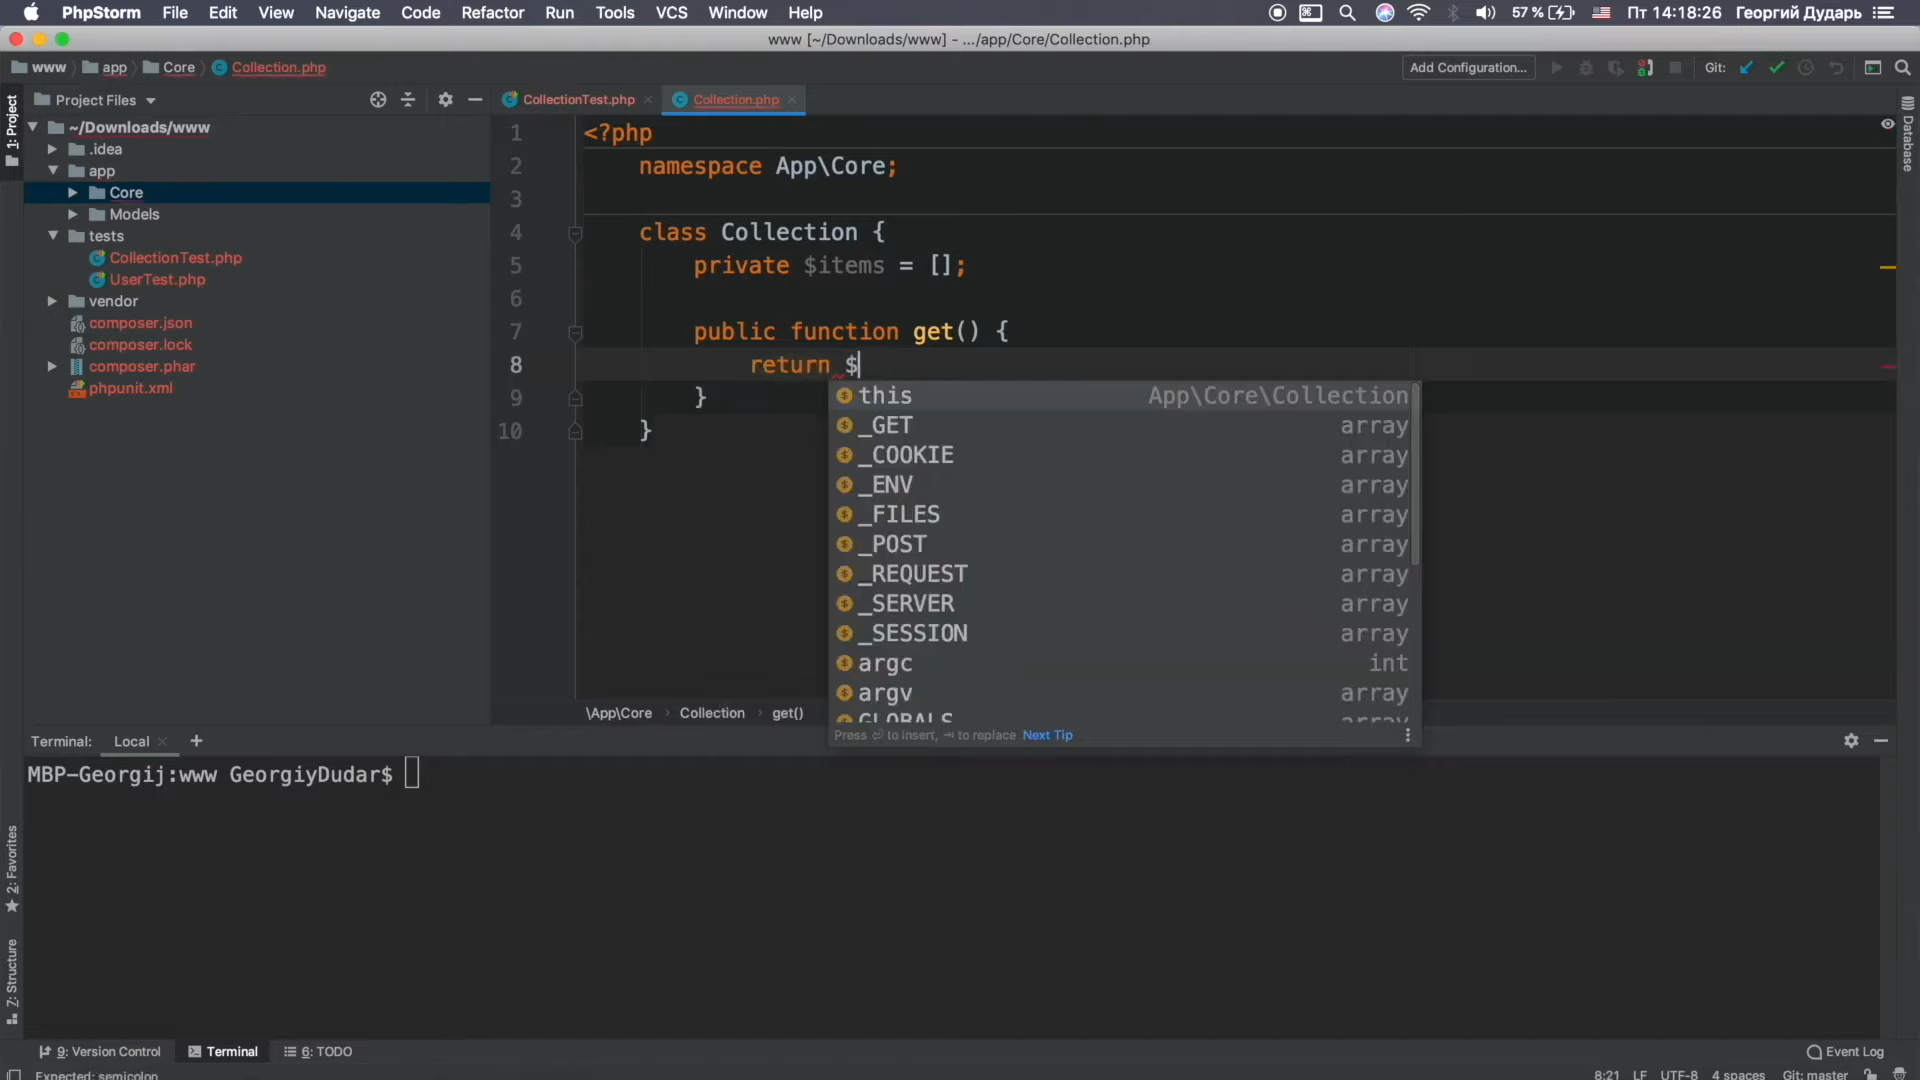 PhpStorm File Edit View Navigate Code Refactor Run Tools VCS Window Help 57 % Пт 14:18:26 Георгий Дударь
www [~/Downloads/www] - .../app/Core/Collection.php
www app Core Collection.php Add Configuration... Git:
1: Project
Project Files
CollectionTest.php Collection.php
Database
~/Downloads/www
.idea
app
Core
Models
tests
CollectionTest.php
UserTest.php
vendor
composer.json
composer.lock
composer.phar
phpunit.xml
1 <?php
2 namespace App\Core;
3
4 class Collection {
5 private $items = [];
6
7 public function get() {
8 return $
9 }
10 }
this App\Core\Collection
_GET array
_COOKIE array
_ENV array
_FILES array
_POST array
_REQUEST array
_SERVER array
_SESSION array
argc int
argv array
GLOBALS array
Press ⏎ to insert, ⇥ to replace Next Tip
\App\Core Collection get()
Terminal: Local +
MBP-Georgij:www GeorgiyDudar$
2: Favorites
Z: Structure
9: Version Control Terminal 6: TODO Event Log
Expected: semicolon 8:21 LF UTF-8 4 spaces Git: master